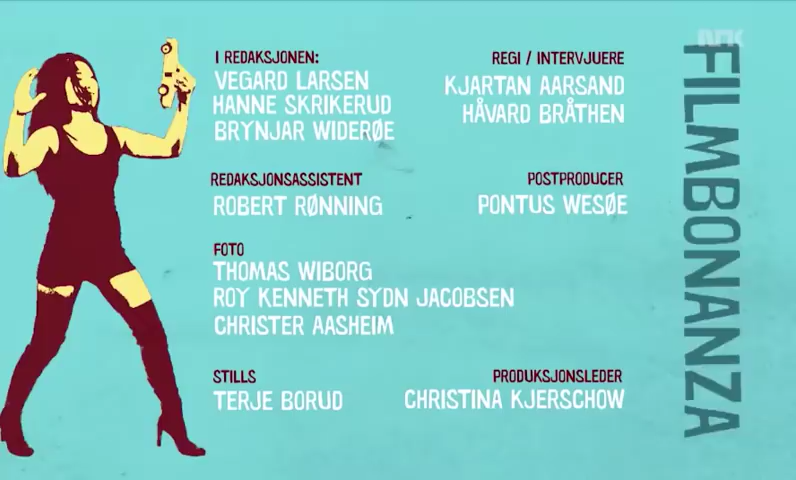 NRK
I REDAKSJONEN:
VEGARD LARSEN
HANNE SKRIKERUD
BRYNJAR WIDERØE
REGI / INTERVJUERE
KJARTAN AARSAND
HÅVARD BRÅTHEN
REDAKSJONSASSISTENT
ROBERT RØNNING
POSTPRODUCER
PONTUS WESØE
FOTO
THOMAS WIBORG
ROY KENNETH SYDN JACOBSEN
CHRISTER AASHEIM
STILLS
TERJE BORUD
PRODUKSJONSLEDER
CHRISTINA KJERSCHOW
FILMBONANZA